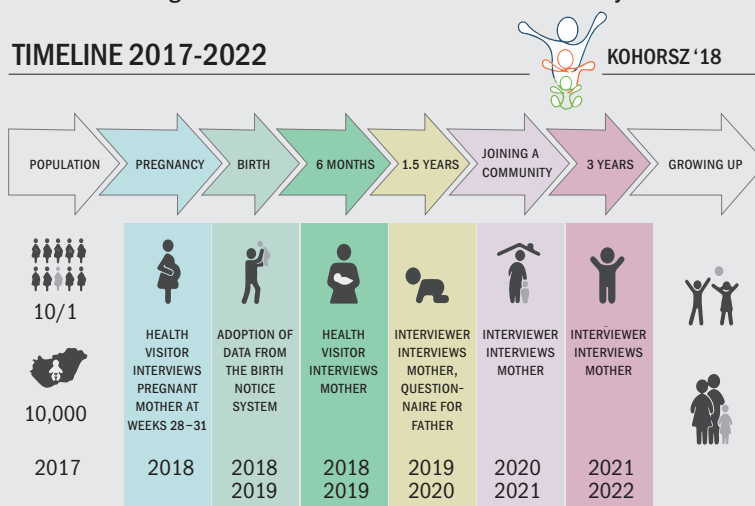 TIMELINE 2017-2022
KOHORSZ ‘18
POPULATION
PREGNANCY
BIRTH
6 MONTHS
1.5 YEARS
JOINING A
COMMUNITY
3 YEARS
GROWING UP
10/1
10,000
2017
HEALTH
VISITOR
INTERVIEWS
PREGNANT
MOTHER AT
WEEKS 28–31
2018
ADOPTION OF
DATA FROM
THE BIRTH
NOTICE
SYSTEM
2018
2019
HEALTH
VISITOR
INTERVIEWS
MOTHER
2018
2019
INTERVIEWER
INTERVIEWS
MOTHER,
QUESTION-
NAIRE FOR
FATHER
2019
2020
INTERVIEWER
INTERVIEWS
MOTHER
2020
2021
INTERVIEWER
INTERVIEWS
MOTHER
2021
2022